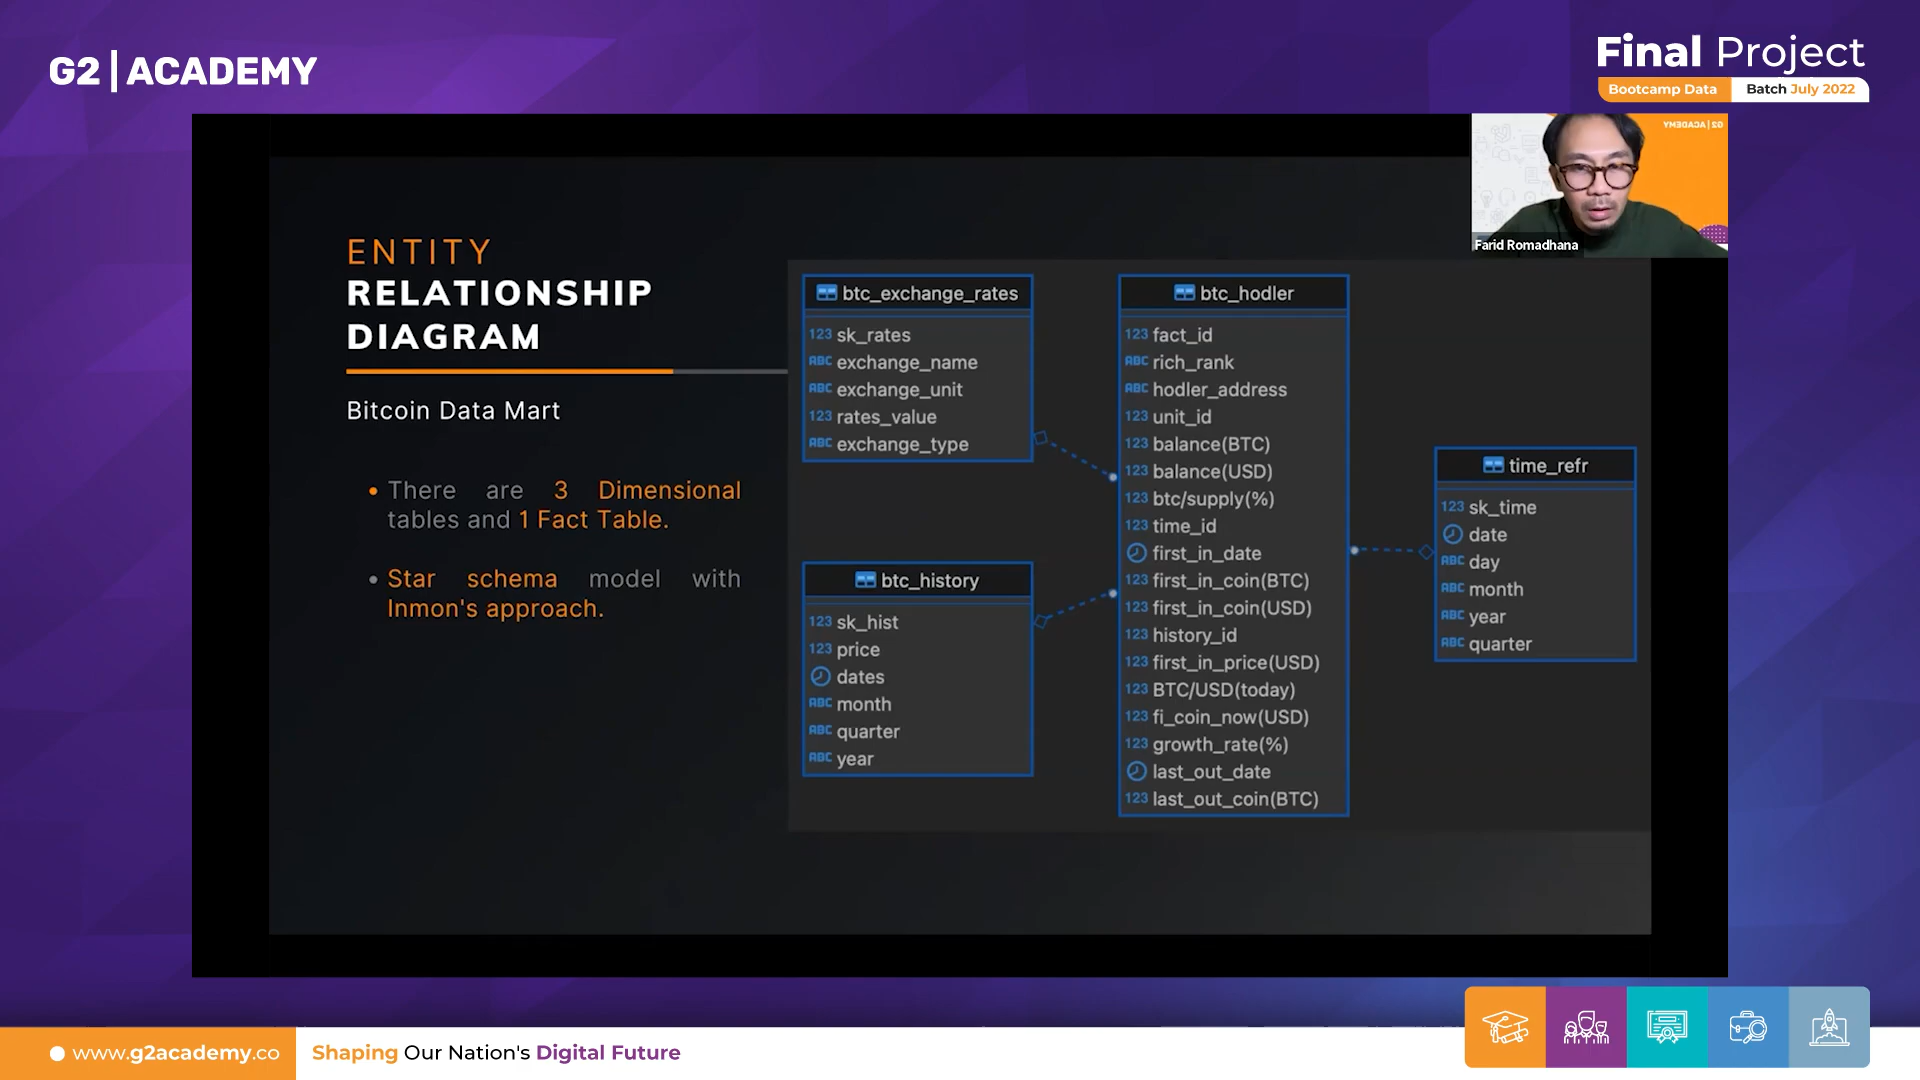 G2 | ACADEMY
Final Project
Bootcamp Data
Batch July 2022
G2 | ACADEMY
Farid Romadhana
ENTITY
RELATIONSHIP
DIAGRAM
Bitcoin Data Mart
• There are 3 Dimensional
tables and 1 Fact Table.
• Star schema model with
Inmon's approach.
btc_exchange_rates
123 sk_rates
ABC exchange_name
ABC exchange_unit
123 rates_value
ABC exchange_type
btc_history
123 sk_hist
123 price
dates
ABC month
ABC quarter
ABC year
btc_hodler
123 fact_id
ABC rich_rank
ABC hodler_address
123 unit_id
123 balance(BTC)
123 balance(USD)
123 btc/supply(%)
123 time_id
first_in_date
123 first_in_coin(BTC)
123 first_in_coin(USD)
123 history_id
123 first_in_price(USD)
123 BTC/USD(today)
123 fi_coin_now(USD)
123 growth_rate(%)
last_out_date
123 last_out_coin(BTC)
time_refr
123 sk_time
date
ABC day
ABC month
ABC year
ABC quarter
www.g2academy.co
Shaping Our Nation's Digital Future